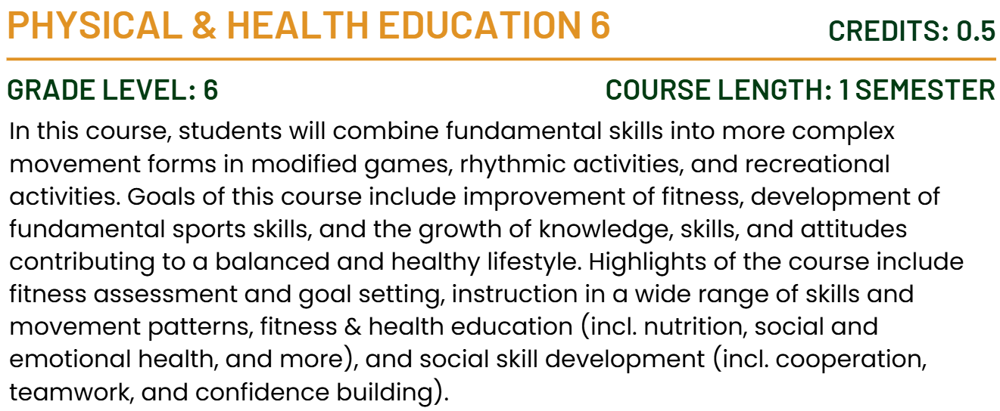 PHYSICAL & HEALTH EDUCATION 6
CREDITS: 0.5
GRADE LEVEL: 6
COURSE LENGTH: 1 SEMESTER
In this course, students will combine fundamental skills into more complex
movement forms in modified games, rhythmic activities, and recreational
activities. Goals of this course include improvement of fitness, development of
fundamental sports skills, and the growth of knowledge, skills, and attitudes
contributing to a balanced and healthy lifestyle. Highlights of the course include
fitness assessment and goal setting, instruction in a wide range of skills and
movement patterns, fitness & health education (incl. nutrition, social and
emotional health, and more), and social skill development (incl. cooperation,
teamwork, and confidence building).